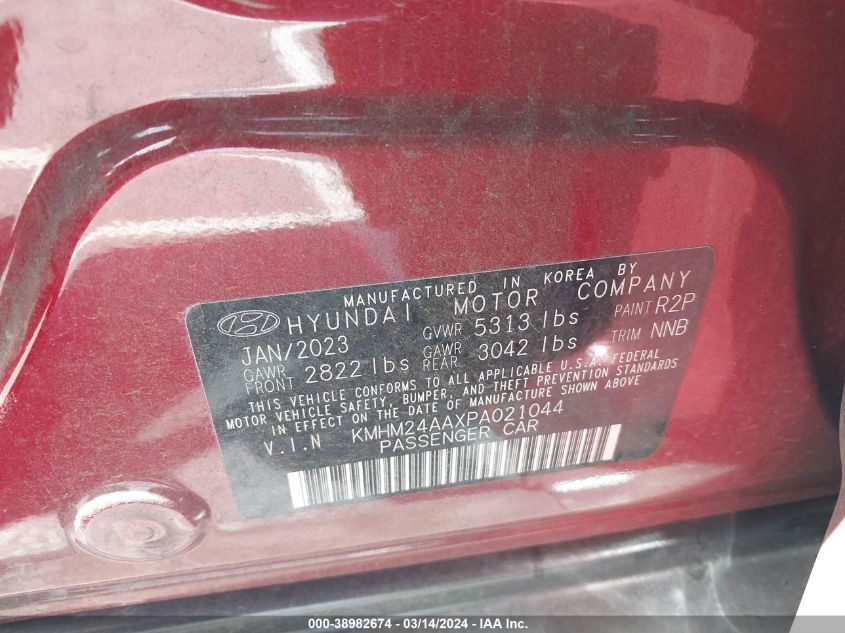 MANUFACTURED IN KOREA BY
HYUNDAI MOTOR COMPANY
JAN/2023 GVWR 5313 lbs PAINT R2P
GAWR FRONT 2822 lbs GAWR REAR 3042 lbs TRIM NNB
THIS VEHICLE CONFORMS TO ALL APPLICABLE U.S.A. FEDERAL
MOTOR VEHICLE SAFETY, BUMPER, AND THEFT PREVENTION STANDARDS
IN EFFECT ON THE DATE OF MANUFACTURE SHOWN ABOVE
V.I.N KMHM24AAXPA021044
PASSENGER CAR
000-38982674 - 03/14/2024 - IAA Inc.